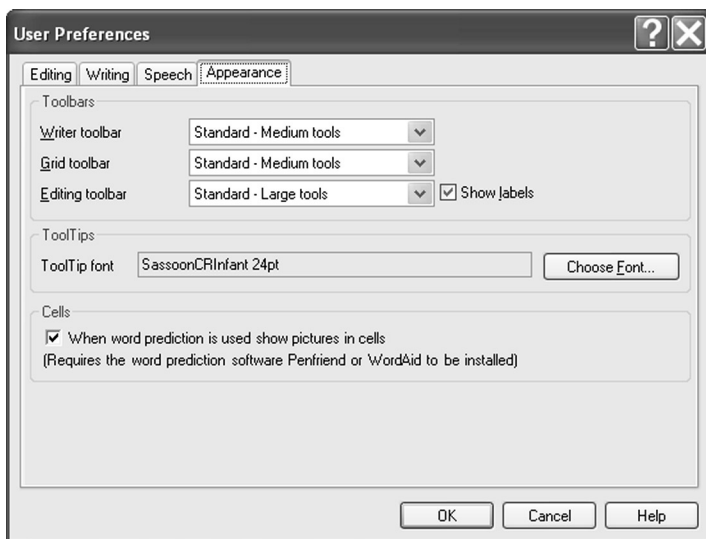 User Preferences
Editing Writing Speech Appearance
Toolbars
Writer toolbar Standard - Medium tools
Grid toolbar Standard - Medium tools
Editing toolbar Standard - Large tools Show labels
ToolTips
ToolTip font SassoonCRInfant 24pt Choose Font...
Cells
When word prediction is used show pictures in cells
(Requires the word prediction software Penfriend or WordAid to be installed)
OK Cancel Help